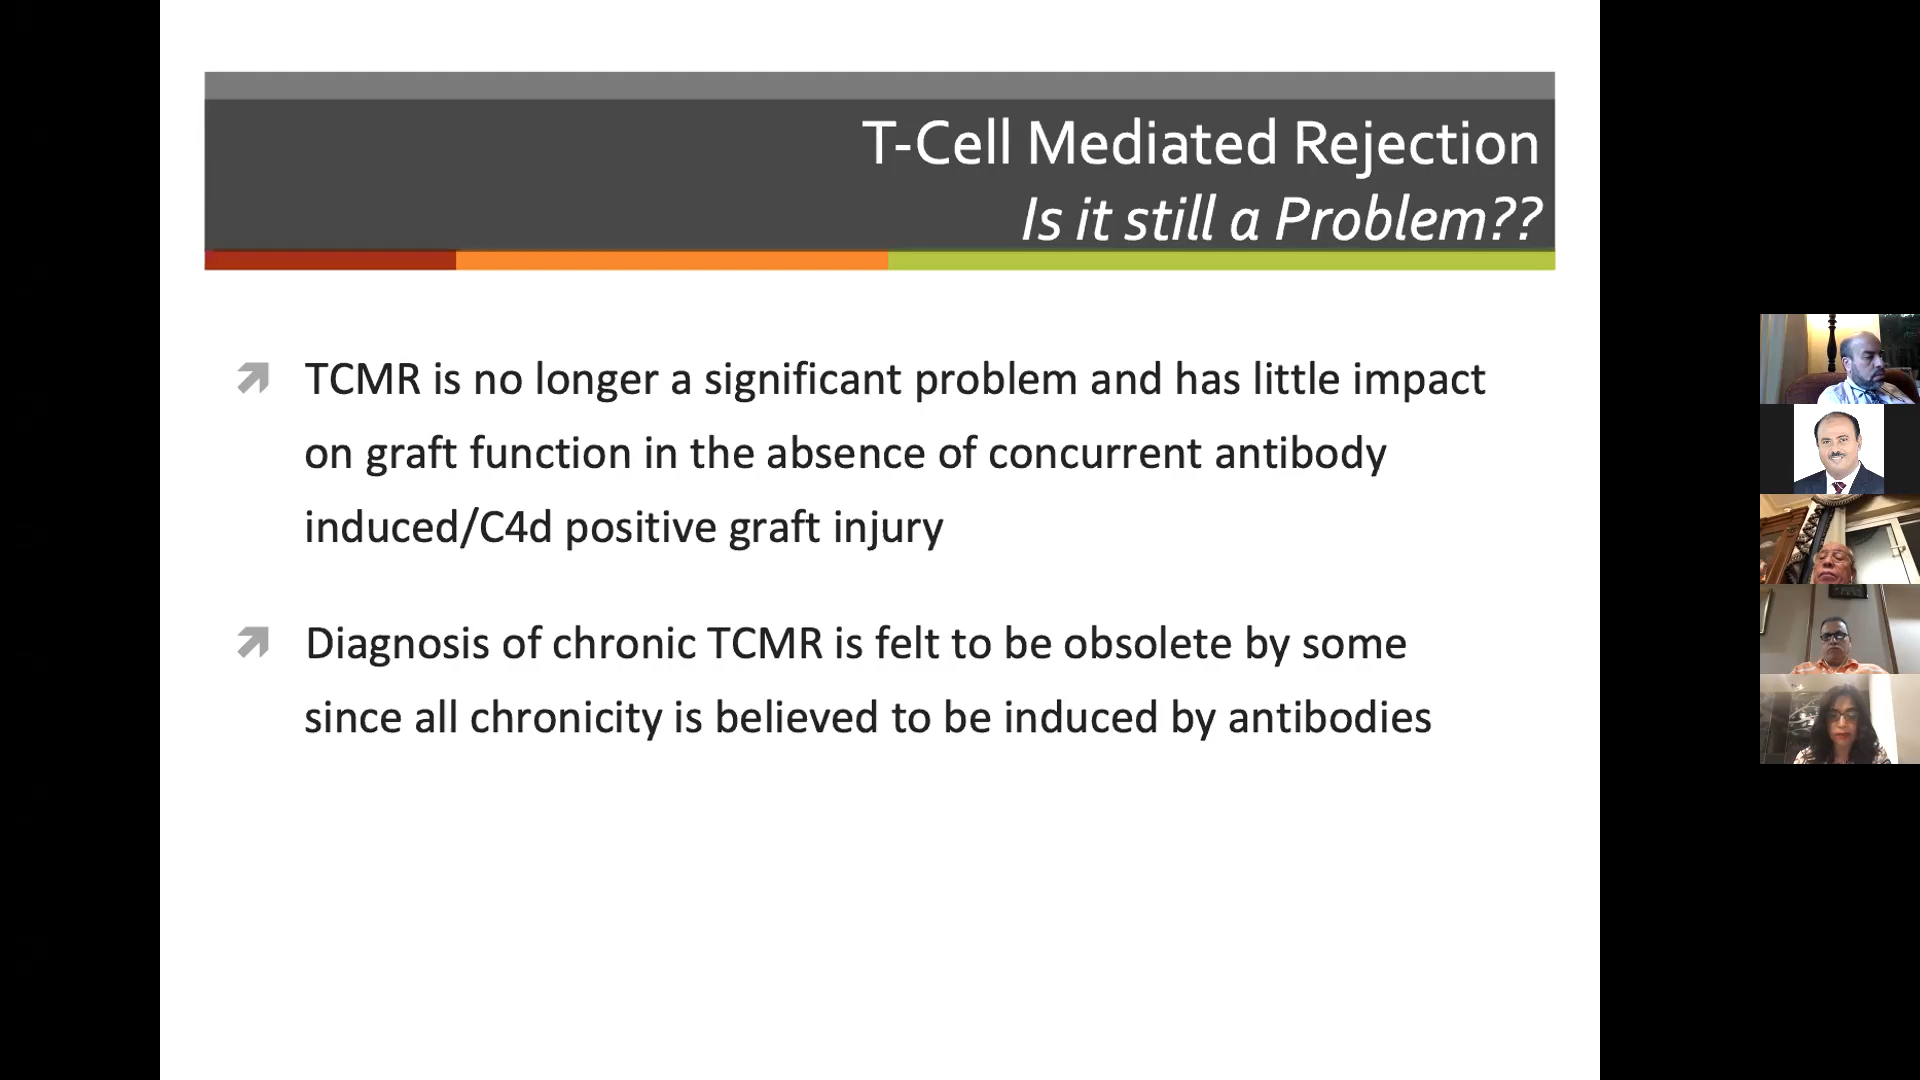 T-Cell Mediated Rejection
Is it still a Problem??
TCMR is no longer a significant problem and has little impact
on graft function in the absence of concurrent antibody
induced/C4d positive graft injury
Diagnosis of chronic TCMR is felt to be obsolete by some
since all chronicity is believed to be induced by antibodies